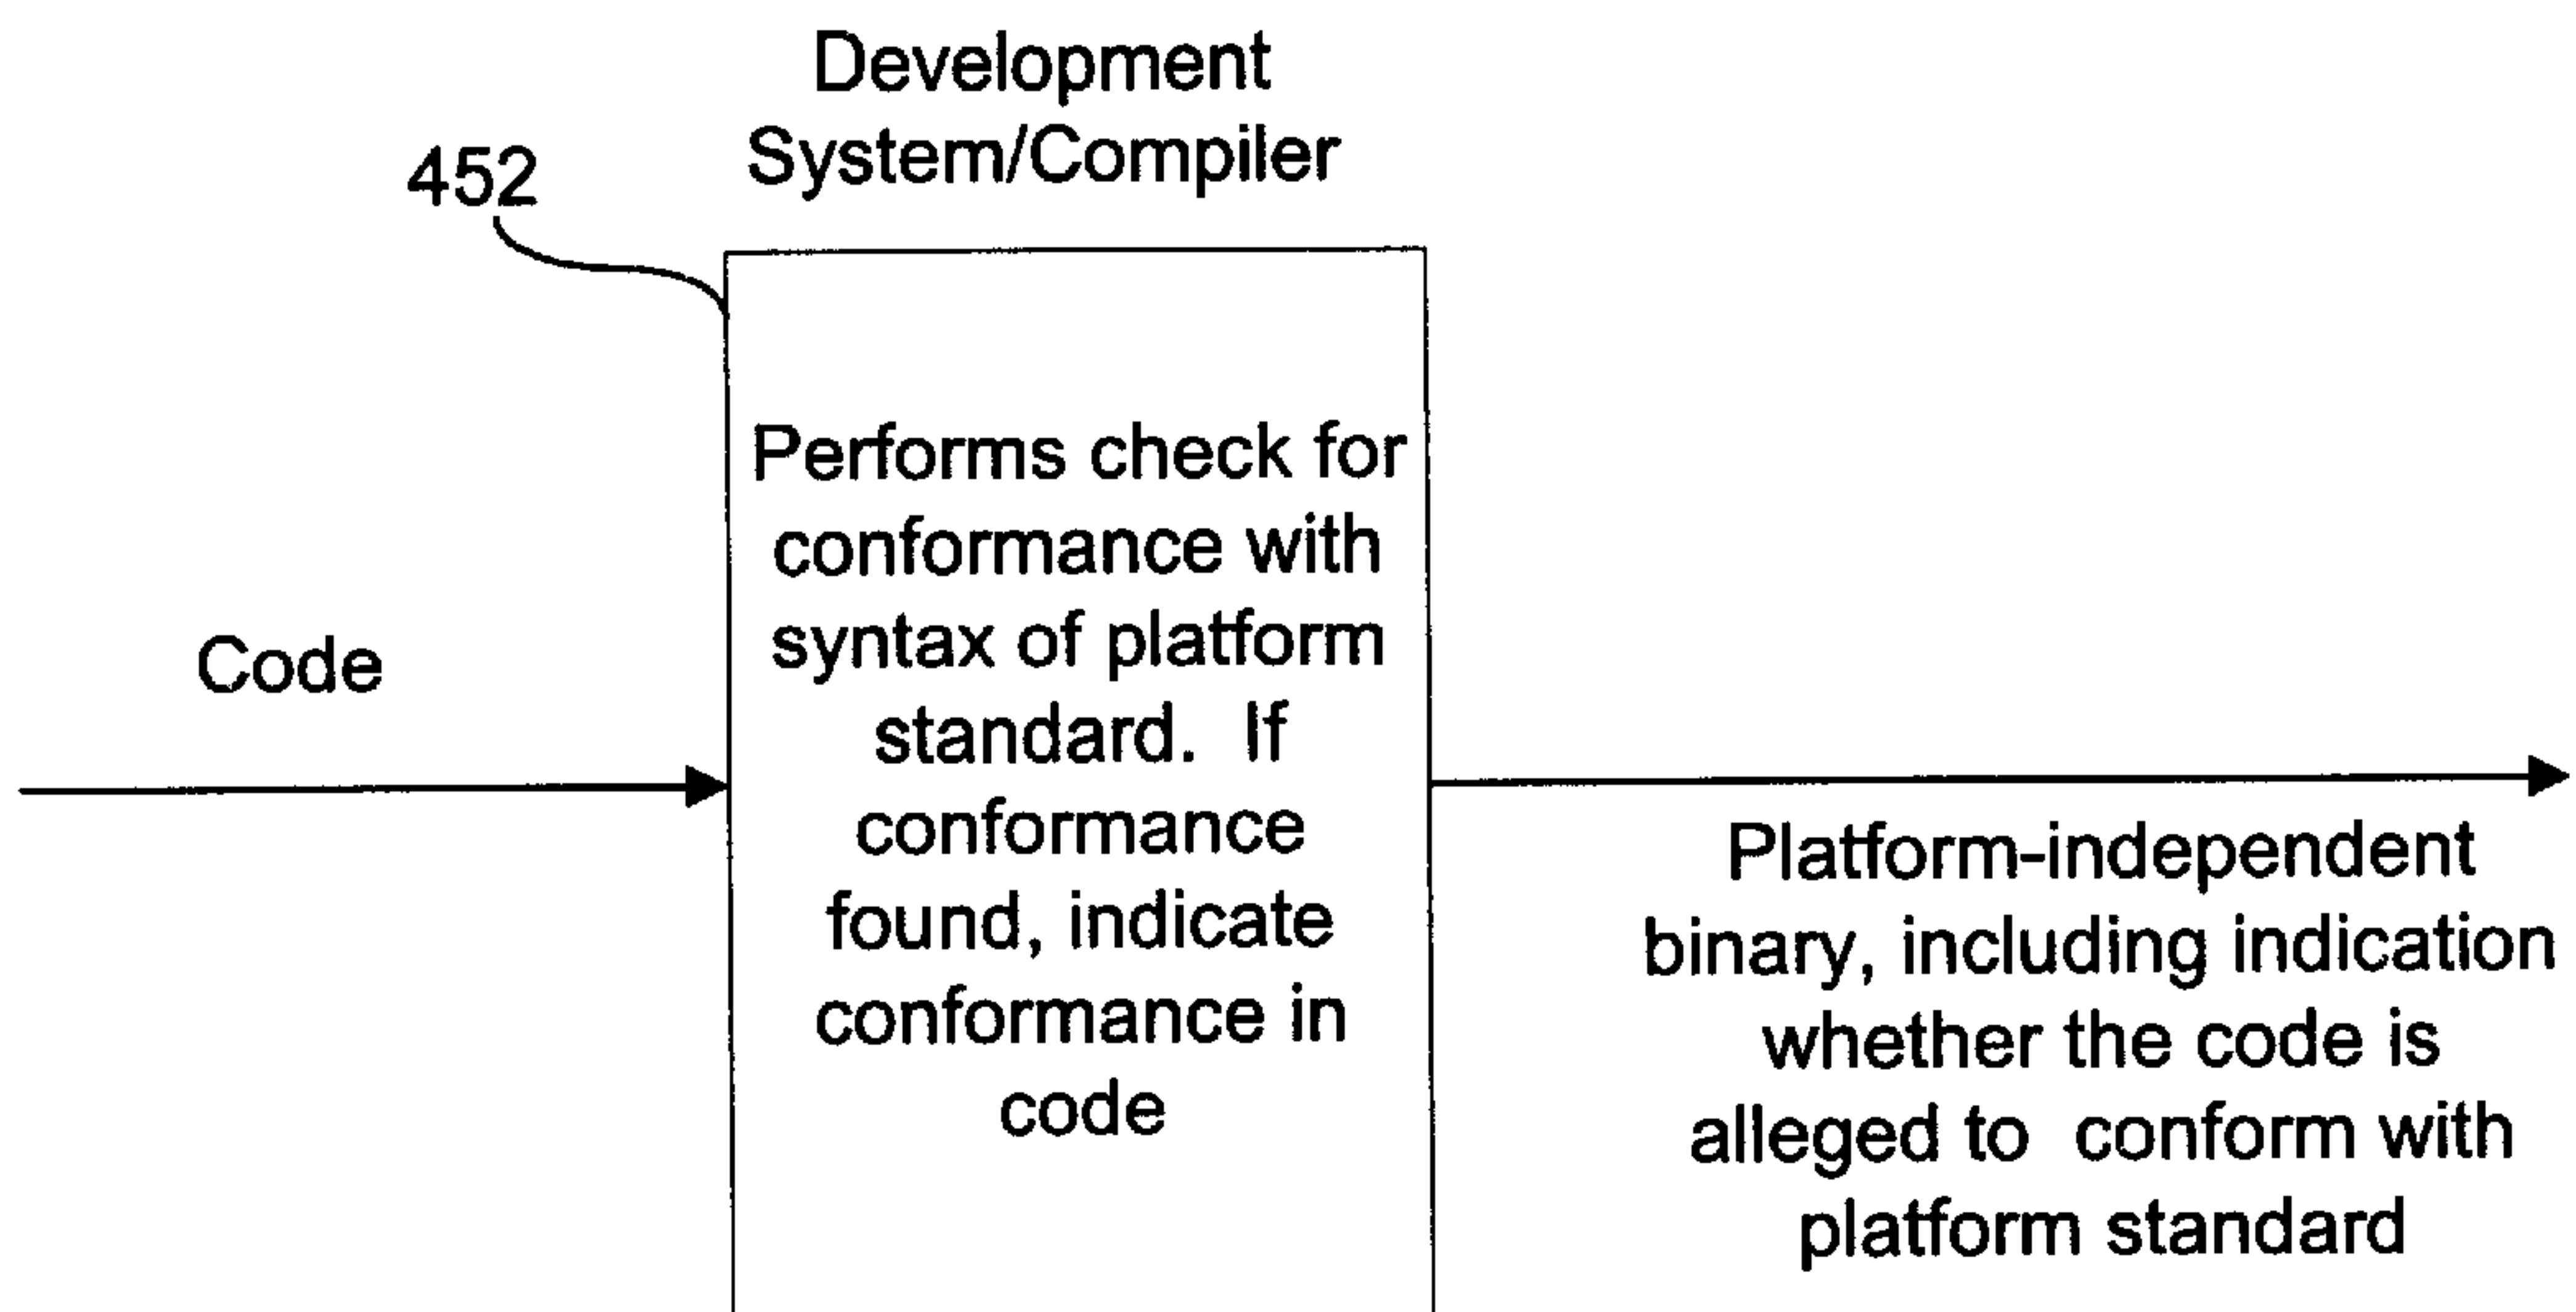 Development
System/Compiler
452
Performs check for
conformance with
syntax of platform
standard. If
conformance
found, indicate
conformance in
code
Code
Platform-independent
binary, including indication
whether the code is
alleged to conform with
platform standard